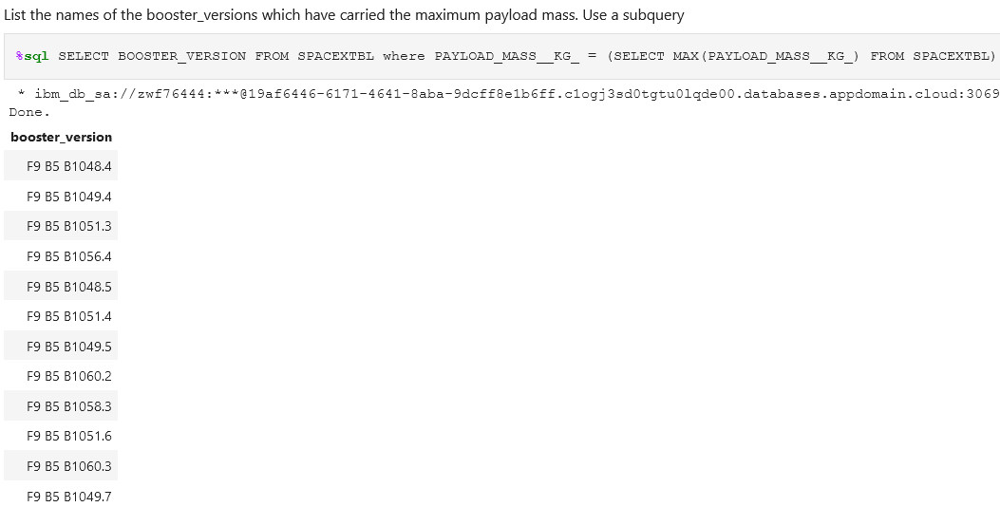 List the names of the booster_versions which have carried the maximum payload mass. Use a subquery
%sql SELECT BOOSTER_VERSION FROM SPACEXTBL where PAYLOAD_MASS__KG_ = (SELECT MAX(PAYLOAD_MASS__KG_) FROM SPACEXTBL)
* ibm_db_sa://zwf76444:***@19af6446-6171-4641-8aba-9dcff8e1b6ff.c1ogj3sd0tgtu0lqde00.databases.appdomain.cloud:3069
Done.
booster_version
F9 B5 B1048.4
F9 B5 B1049.4
F9 B5 B1051.3
F9 B5 B1056.4
F9 B5 B1048.5
F9 B5 B1051.4
F9 B5 B1049.5
F9 B5 B1060.2
F9 B5 B1058.3
F9 B5 B1051.6
F9 B5 B1060.3
F9 B5 B1049.7